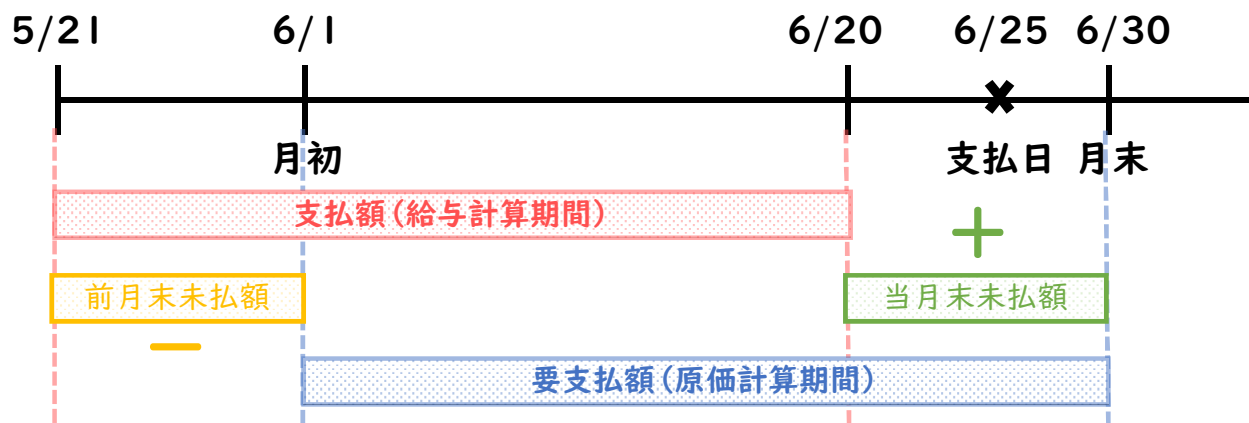 5/21 6/1 6/20 6/25 6/30
月初 支払日 月末
支払額(給与計算期間)
+
前月末未払額 当月末未払額
−
要支払額(原価計算期間)